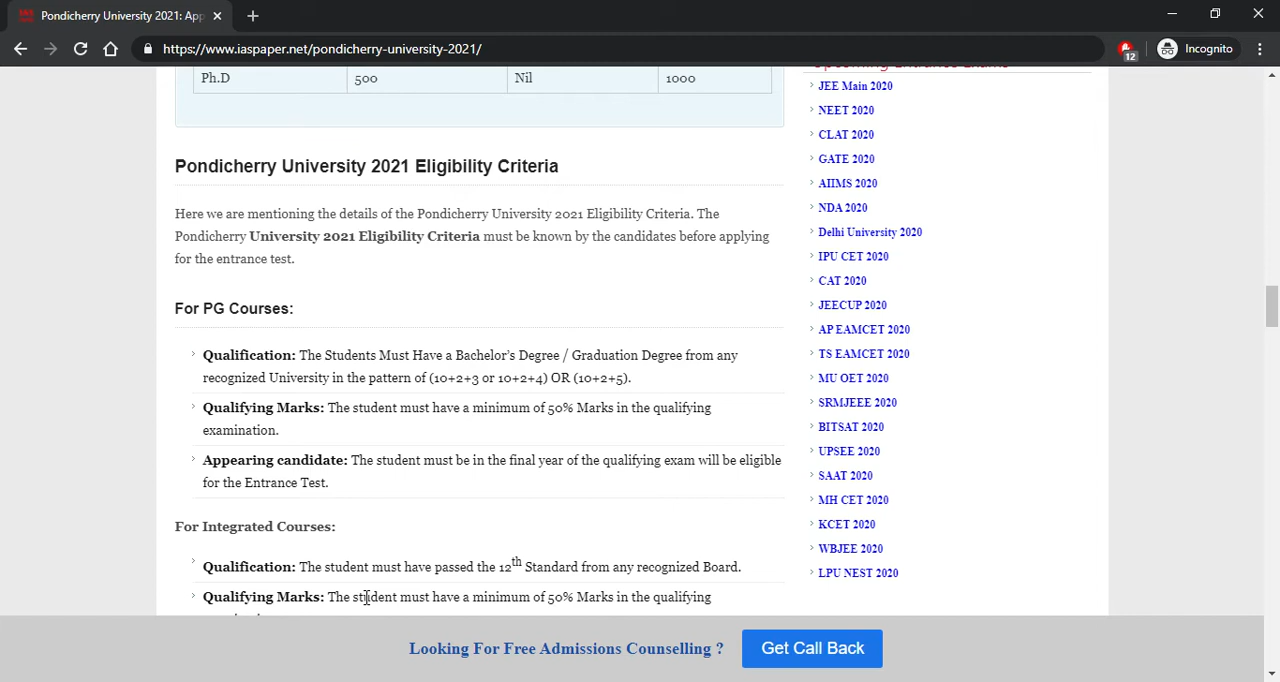 Pondicherry University 2021: App
https://www.iaspaper.net/pondicherry-university-2021/
12
Incognito
Ph.D 500 Nil 1000
Pondicherry University 2021 Eligibility Criteria
Here we are mentioning the details of the Pondicherry University 2021 Eligibility Criteria. The
Pondicherry University 2021 Eligibility Criteria must be known by the candidates before applying
for the entrance test.
For PG Courses:
Qualification: The Students Must Have a Bachelor's Degree / Graduation Degree from any
recognized University in the pattern of (10+2+3 or 10+2+4) OR (10+2+5).
Qualifying Marks: The student must have a minimum of 50% Marks in the qualifying
examination.
Appearing candidate: The student must be in the final year of the qualifying exam will be eligible
for the Entrance Test.
For Integrated Courses:
Qualification: The student must have passed the 12th Standard from any recognized Board.
Qualifying Marks: The student must have a minimum of 50% Marks in the qualifying
JEE Main 2020
NEET 2020
CLAT 2020
GATE 2020
AIIMS 2020
NDA 2020
Delhi University 2020
IPU CET 2020
CAT 2020
JEECUP 2020
AP EAMCET 2020
TS EAMCET 2020
MU OET 2020
SRMJEEE 2020
BITSAT 2020
UPSEE 2020
SAAT 2020
MH CET 2020
KCET 2020
WBJEE 2020
LPU NEST 2020
Looking For Free Admissions Counselling ?
Get Call Back